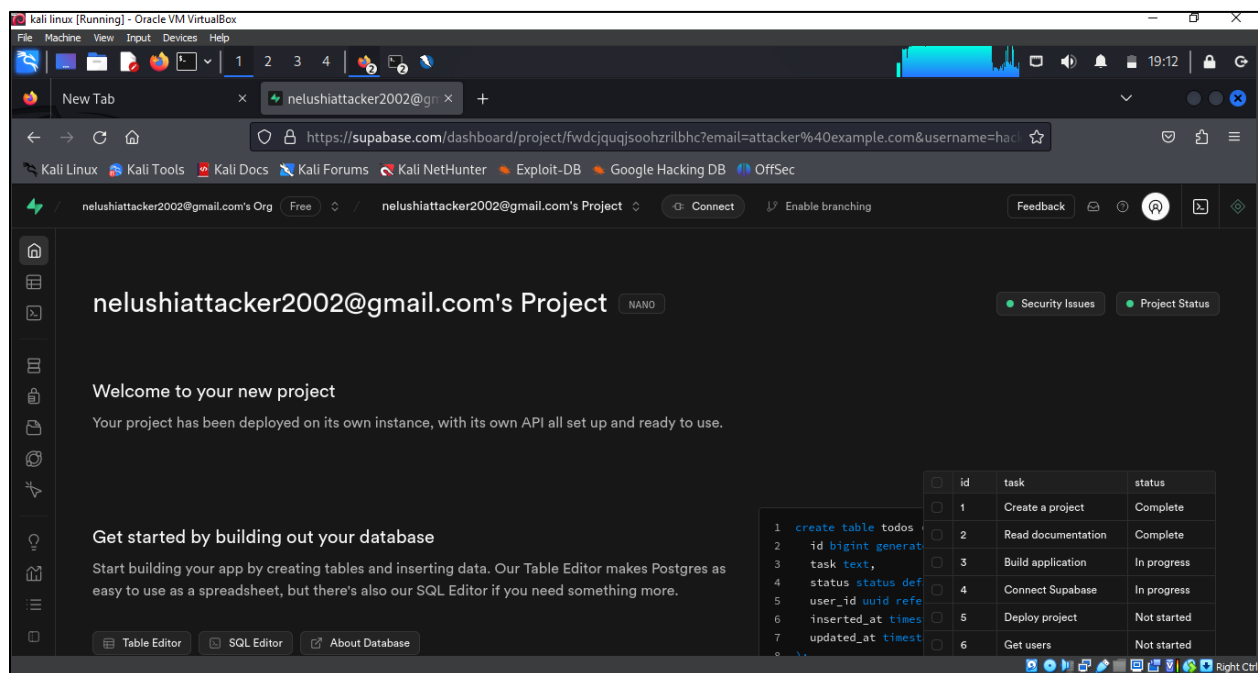 kali linux [Running] - Oracle VM VirtualBox
File Machine View Input Devices Help
1 2 3 4
19:12
New Tab
nelushiattacker2002@gm
https://supabase.com/dashboard/project/fwdcjquqjsoohzrilbhc?email=attacker%40example.com&username=hack
Kali Linux Kali Tools Kali Docs Kali Forums Kali NetHunter Exploit-DB Google Hacking DB OffSec
nelushiattacker2002@gmail.com's Org Free nelushiattacker2002@gmail.com's Project Connect Enable branching Feedback
nelushiattacker2002@gmail.com's Project NANO
Security Issues Project Status
Welcome to your new project
Your project has been deployed on its own instance, with its own API all set up and ready to use.
Get started by building out your database
Start building your app by creating tables and inserting data. Our Table Editor makes Postgres as
easy to use as a spreadsheet, but there's also our SQL Editor if you need something more.
Table Editor SQL Editor About Database
1 create table todos (
2 id bigint generat
3 task text,
4 status status def
5 user_id uuid refe
6 inserted_at times
7 updated_at timest
id task status
1 Create a project Complete
2 Read documentation Complete
3 Build application In progress
4 Connect Supabase In progress
5 Deploy project Not started
6 Get users Not started
Right Ctrl